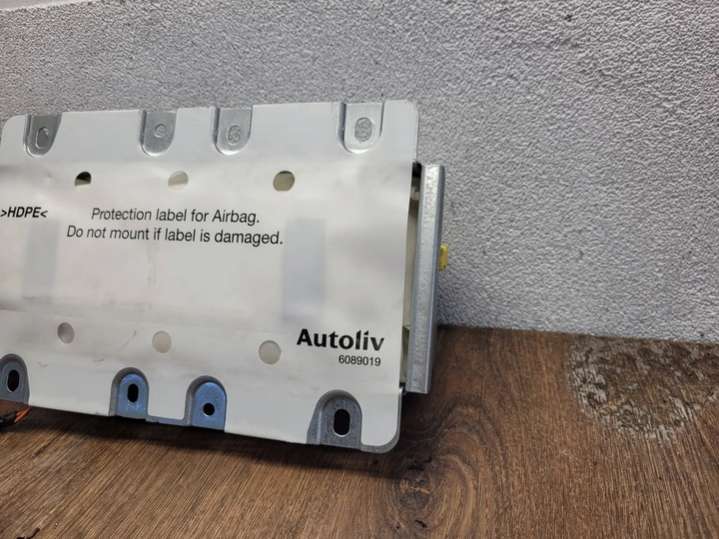 >HDPE<
Protection label for Airbag.
Do not mount if label is damaged.
Autoliv
6089019